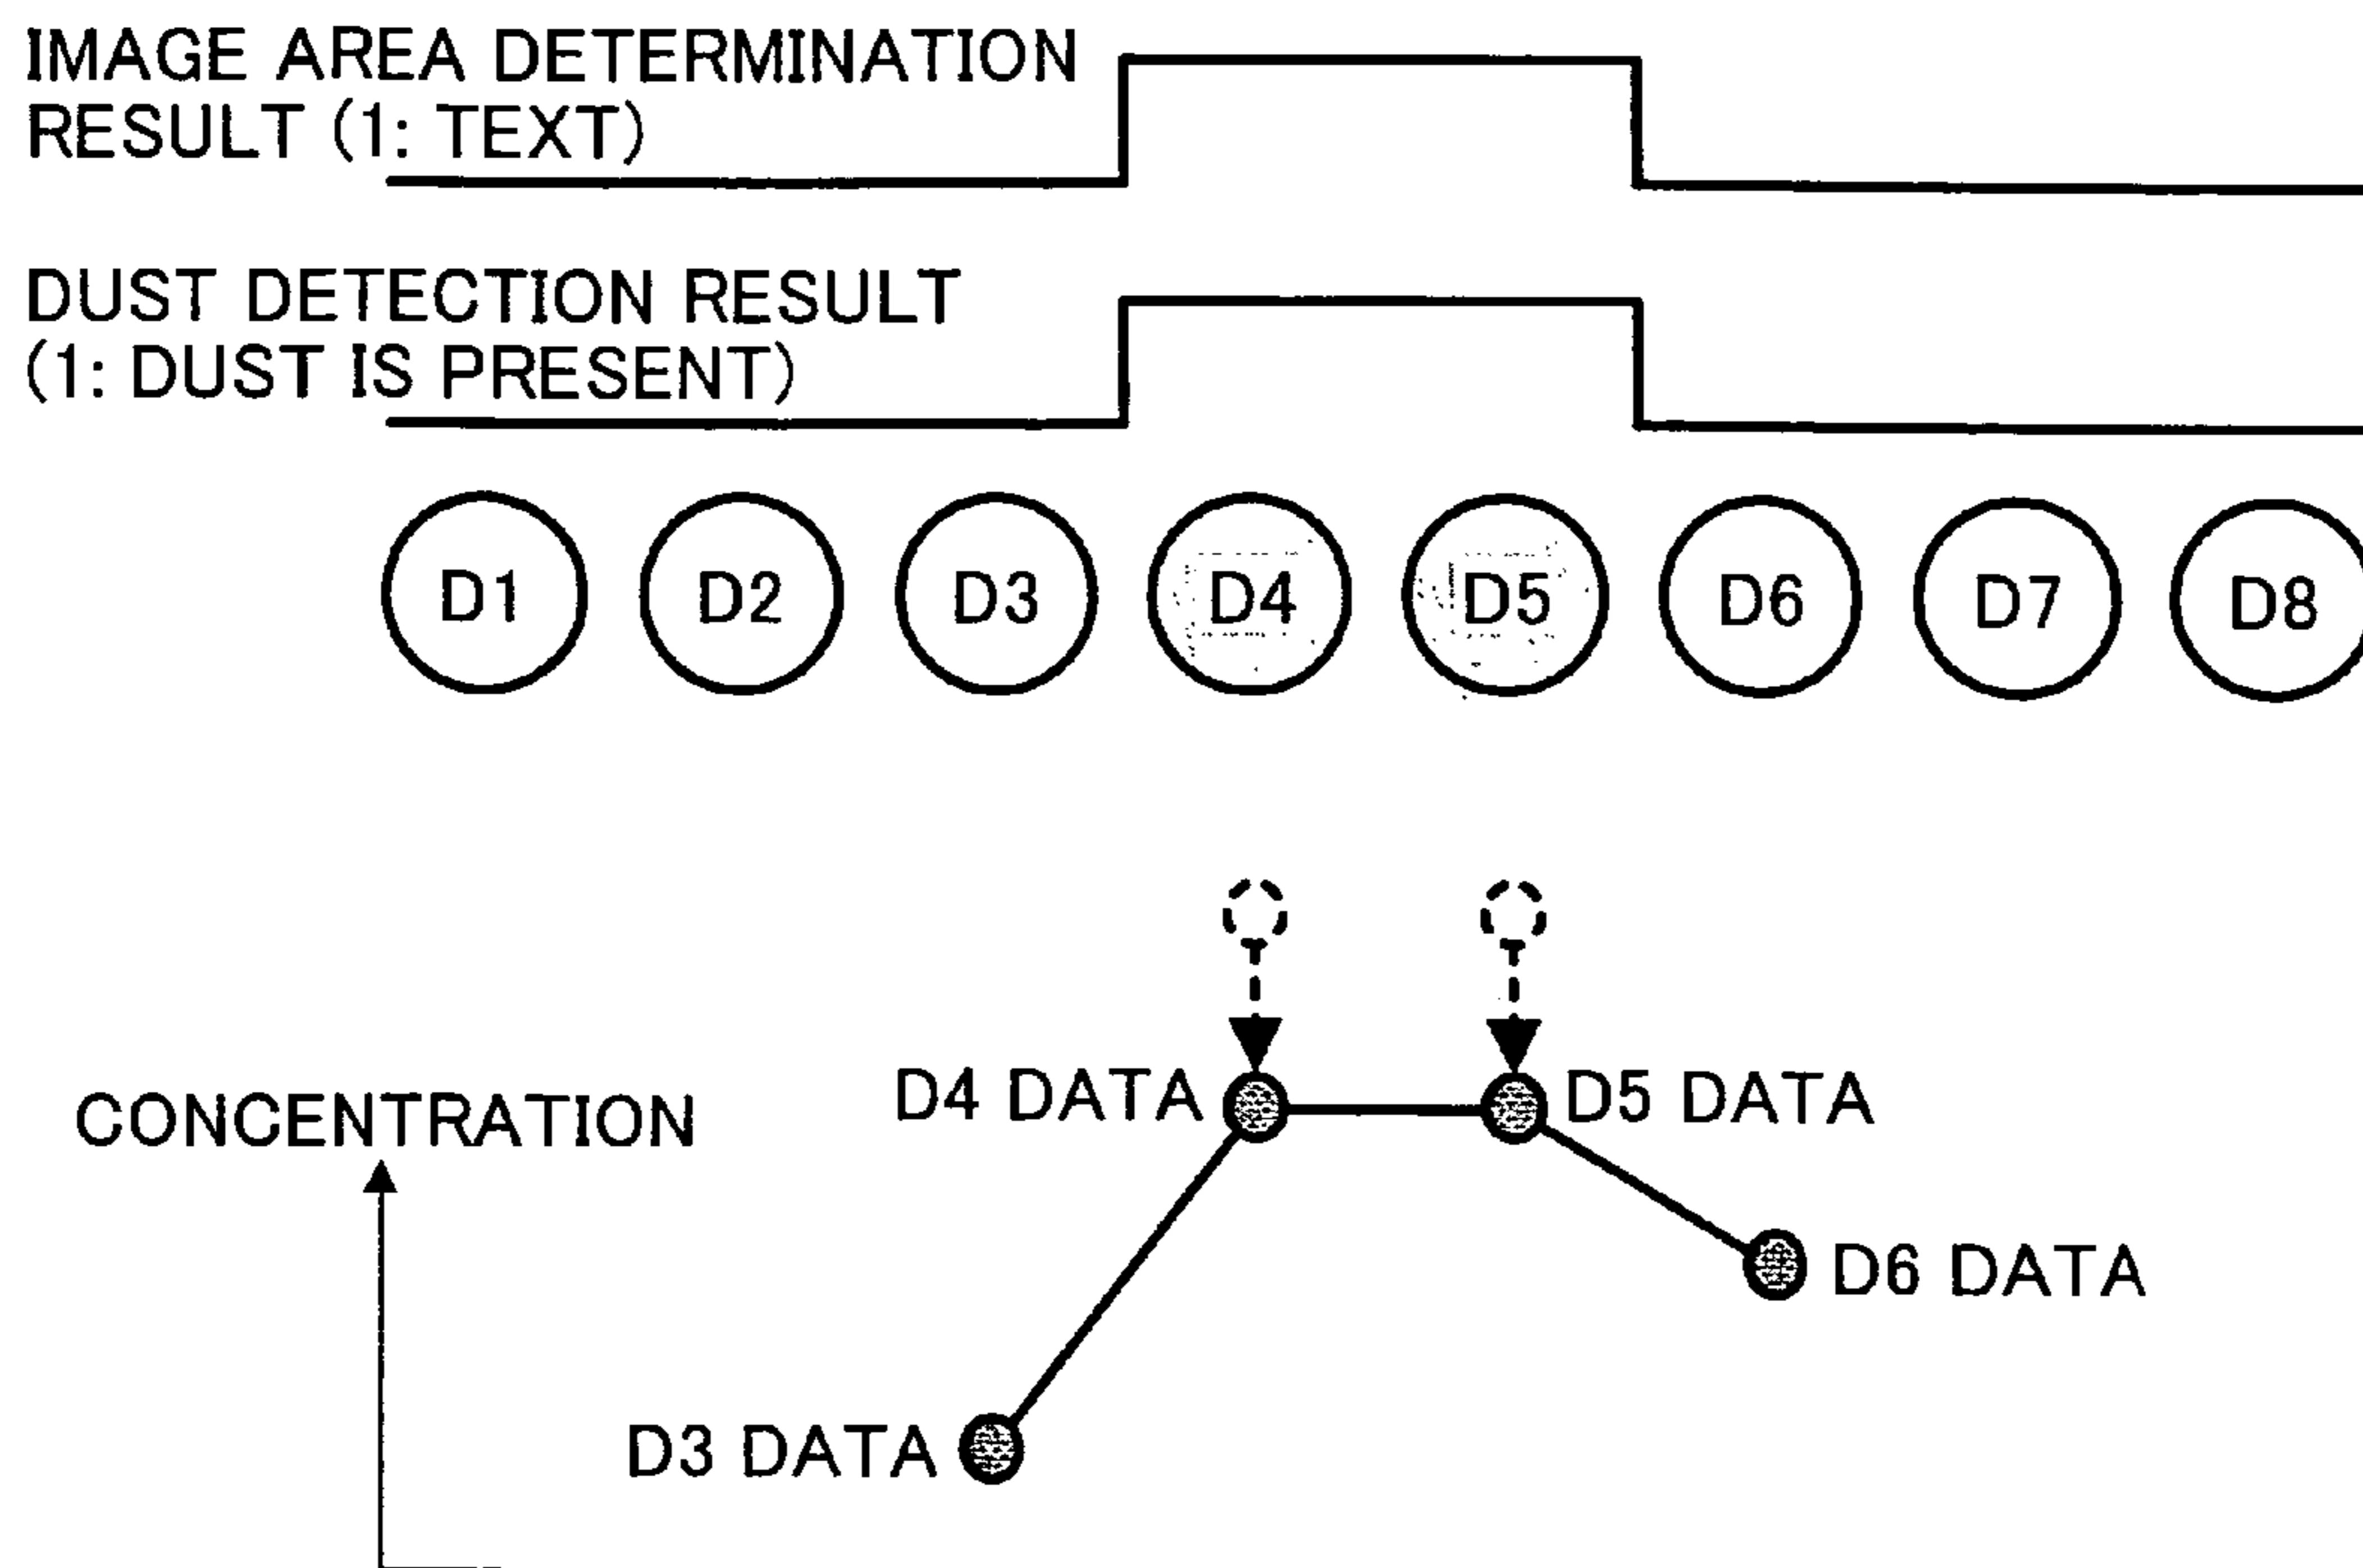 IMAGE AREA DETERMINATION
RESULT (1: TEXT)
DUST DETECTION RESULT
(1: DUST IS PRESENT)
D1 D2 D3 D4 D5 D6 D7 D8
D4 DATA D5 DATA
CONCENTRATION
D6 DATA
D3 DATA